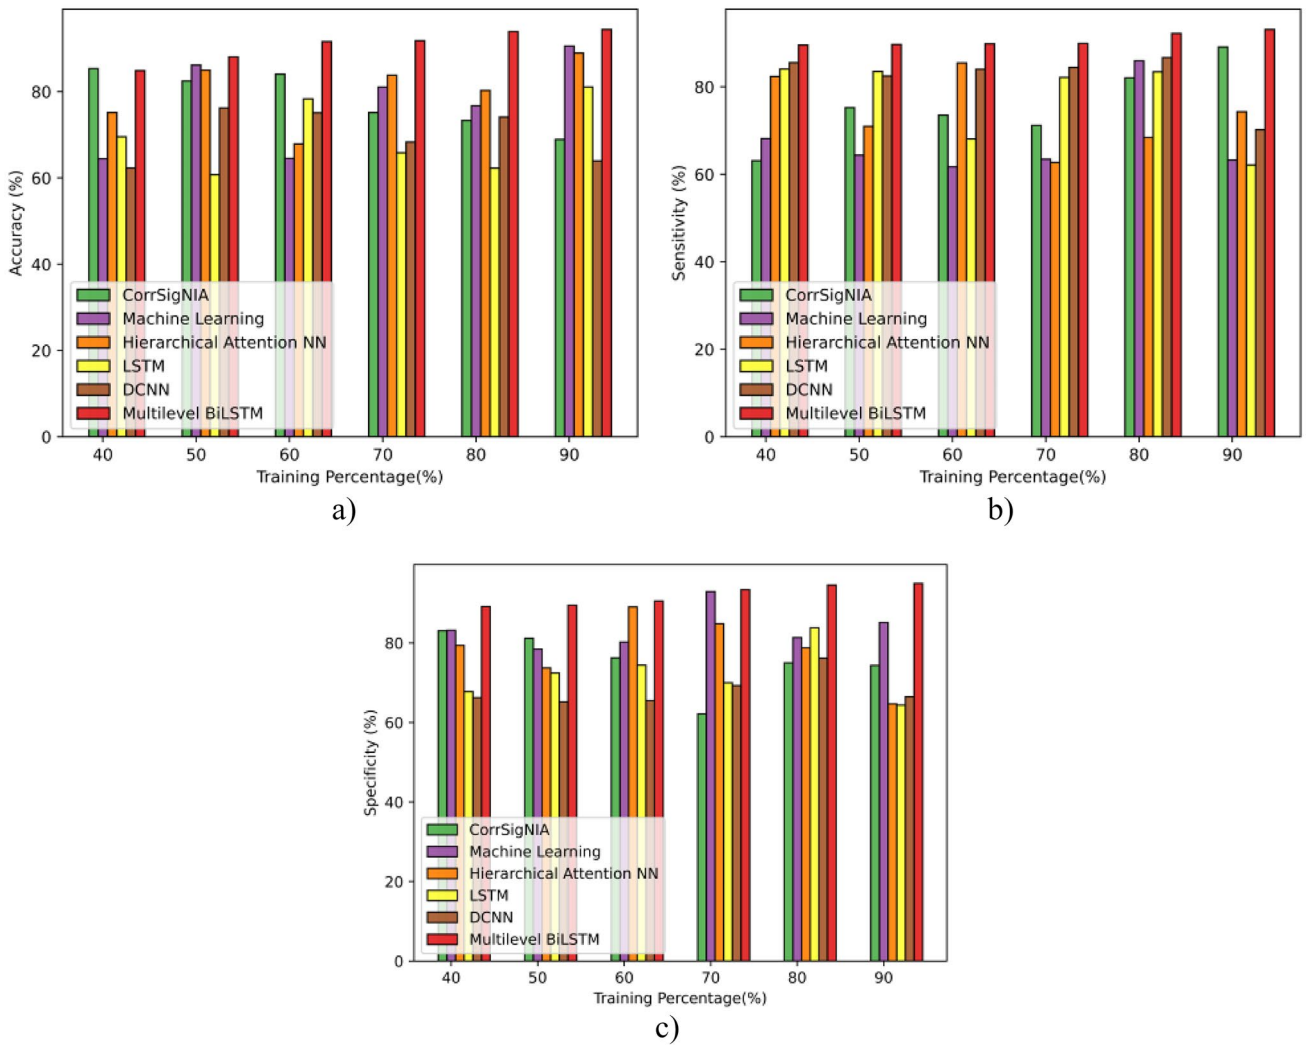 Accuracy (%)
80
60
40
20
0
CorrSigNIA
Machine Learning
Hierarchical Attention NN
LSTM
DCNN
Multilevel BiLSTM
40 50 60 70 80 90
Training Percentage(%)
a)
Sensitivity (%)
80
60
40
20
0
CorrSigNIA
Machine Learning
Hierarchical Attention NN
LSTM
DCNN
Multilevel BiLSTM
40 50 60 70 80 90
Training Percentage(%)
b)
Specificity (%)
80
60
40
20
0
CorrSigNIA
Machine Learning
Hierarchical Attention NN
LSTM
DCNN
Multilevel BiLSTM
40 50 60 70 80 90
Training Percentage(%)
c)